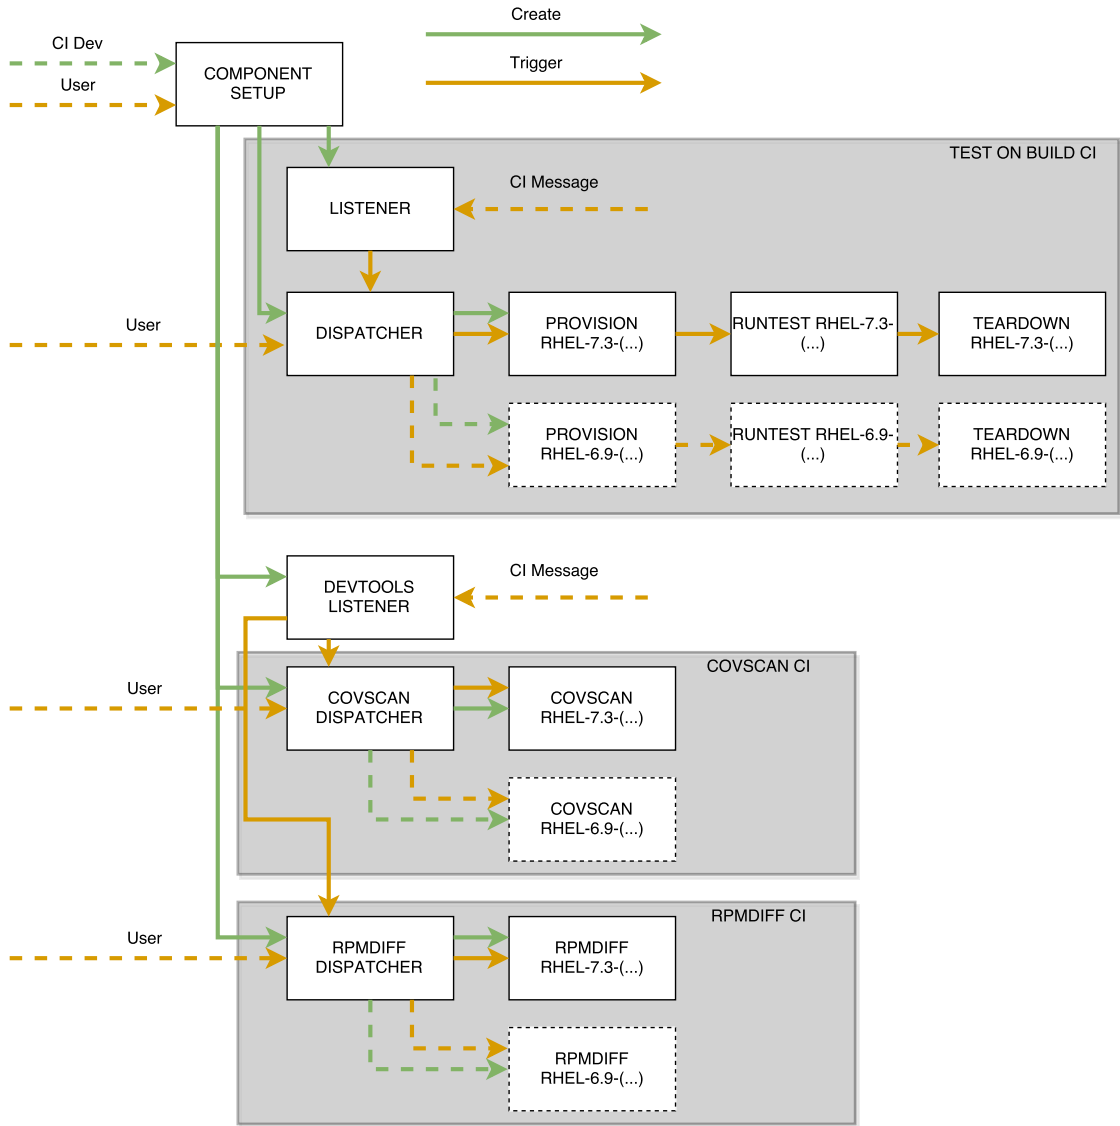 Create
CI Dev
Trigger
User
COMPONENT
SETUP
TEST ON BUILD CI
CI Message
LISTENER
User
DISPATCHER
PROVISION
RHEL-7.3-(...)
RUNTEST RHEL-7.3-
(...)
TEARDOWN
RHEL-7.3-(...)
PROVISION
RHEL-6.9-(...)
RUNTEST RHEL-6.9-
(...)
TEARDOWN
RHEL-6.9-(...)
DEVTOOLS
LISTENER
CI Message
COVSCAN CI
User
COVSCAN
DISPATCHER
COVSCAN
RHEL-7.3-(...)
COVSCAN
RHEL-6.9-(...)
RPMDIFF CI
User
RPMDIFF
DISPATCHER
RPMDIFF
RHEL-7.3-(...)
RPMDIFF
RHEL-6.9-(...)